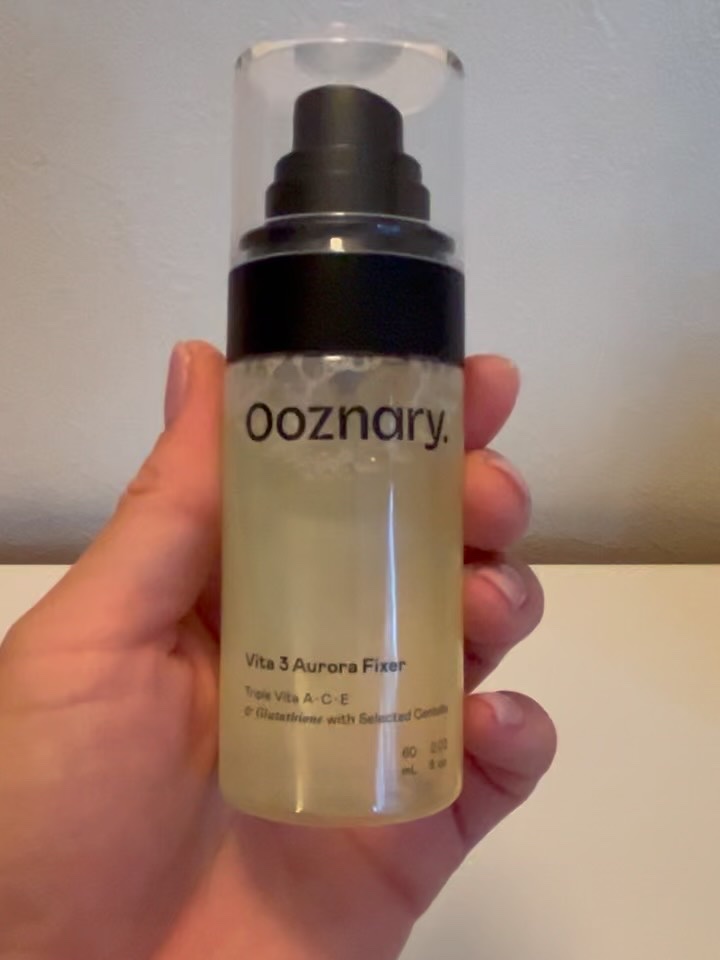 Ooznary.
Vita 3 Aurora Fixer
Triple Vita A·C·E
& Glutathione with Selected Centella
60
mL